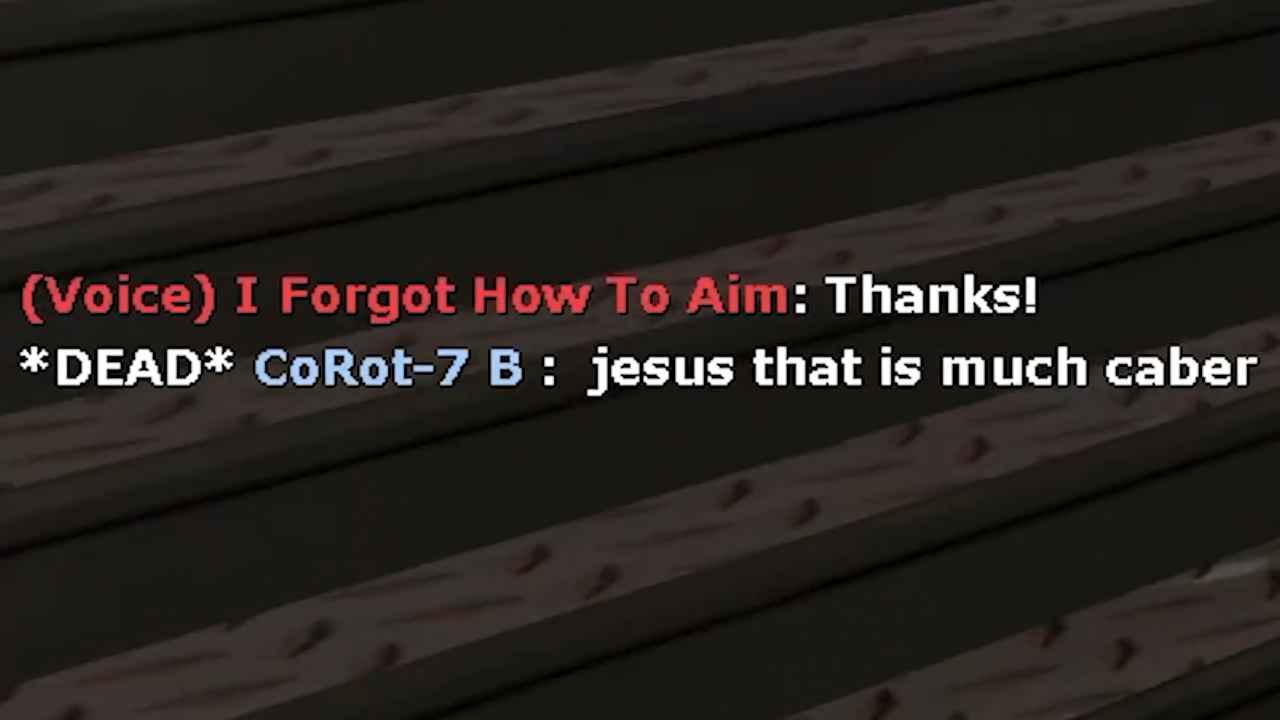 (Voice) I Forgot How To Aim: Thanks!
*DEAD* CoRot-7 B :  jesus that is much caber